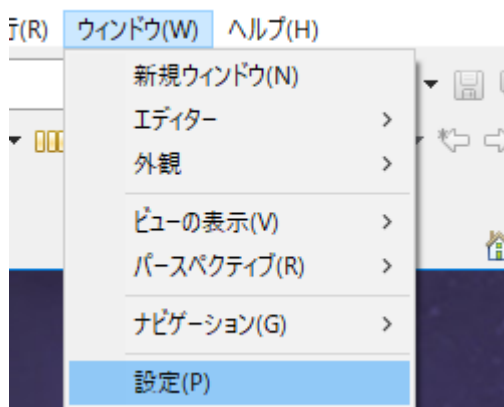 (R) ウィンドウ(W) ヘルプ(H)
新規ウィンドウ(N)
エディター
外観
ビューの表示(V)
パースペクティブ(R)
ナビゲーション(G)
設定(P)